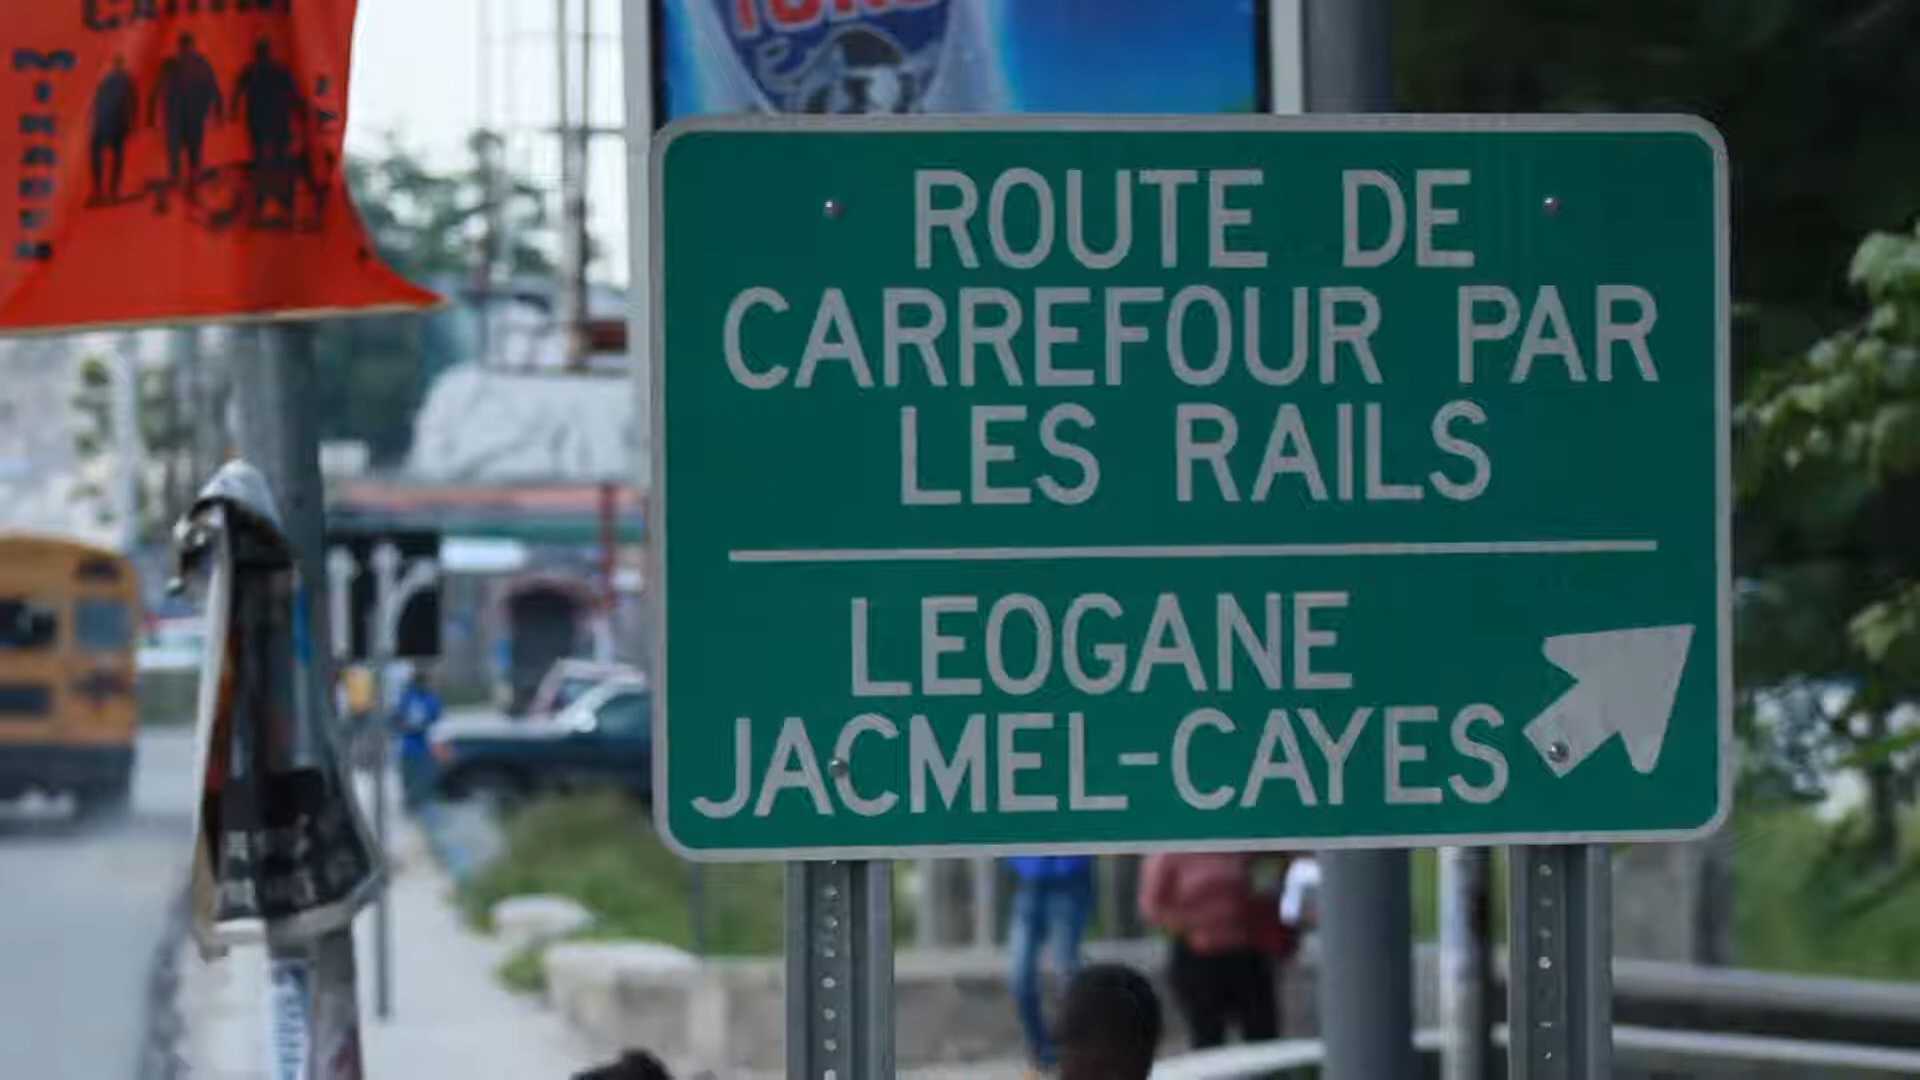 ROUTE DE
CARREFOUR PAR
LES RAILS
LEOGANE
JACMEL-CAYES